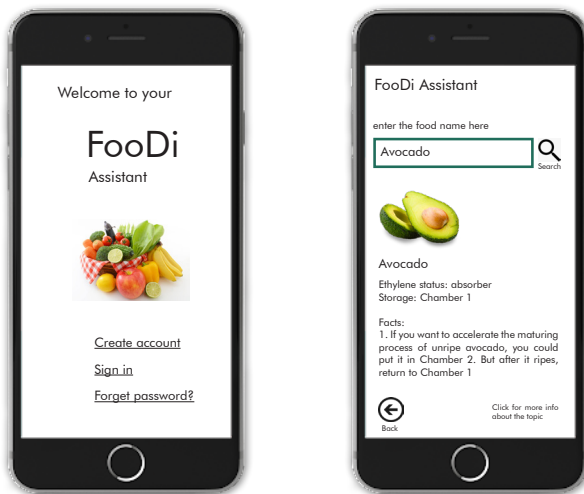 Welcome to your
FooDi
Assistant
Create account
Sign in
Forget password?
FooDi Assistant
enter the food name here
Avocado
Search
Avocado
Ethylene status: absorber
Storage: Chamber 1
Facts:
1. If you want to accelerate the maturing
process of unripe avocado, you could
put it in Chamber 2. But after it ripes,
return to Chamber 1
Back
Click for more info
about the topic